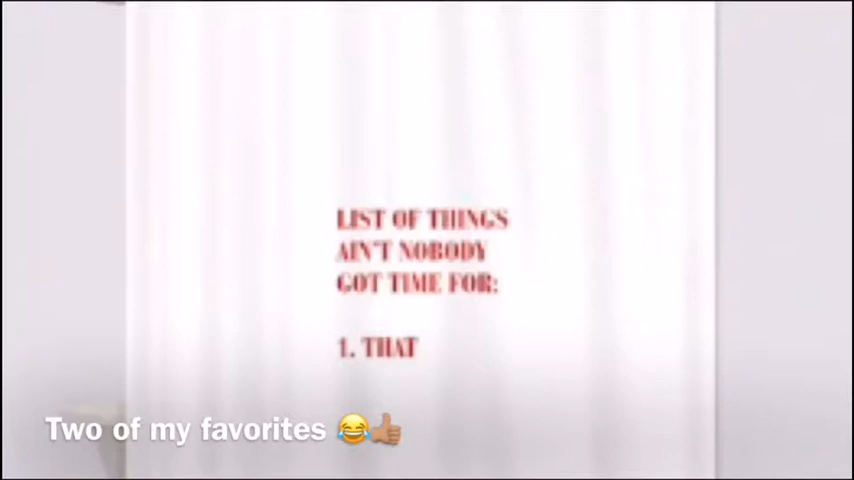 LIST OF THINGS
AIN'T NOBODY
GOT TIME FOR:
1. THAT
Two of my favorites 😂👍🏽